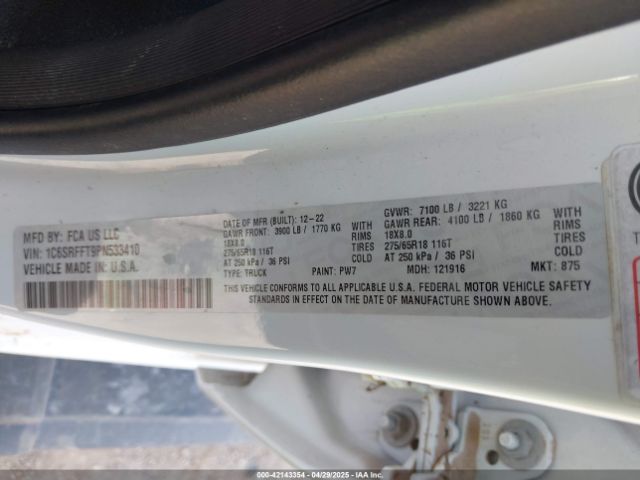 MFD BY: FCA US LLC
VIN: 1C6SRFFT9PN533410
VEHICLE MADE IN U.S.A.
DATE OF MFR (BUILT): 12-22
GAWR FRONT: 3900 LB / 1770 KG
18X8.0 RIMS
275/65R18 116T TIRES
AT 250 kPa / 36 PSI COLD
TYPE: TRUCK PAINT: PW7
GVWR: 7100 LB / 3221 KG
GAWR REAR: 4100 LB / 1860 KG
18X8.0 RIMS
275/65R18 116T TIRES
AT 250 kPa / 36 PSI COLD
MDH: 121916 MKT: 875
THIS VEHICLE CONFORMS TO ALL APPLICABLE U.S.A. FEDERAL MOTOR VEHICLE SAFETY
STANDARDS IN EFFECT ON THE DATE OF MANUFACTURE SHOWN ABOVE.
000-42143354 | 04/29/2025 - IAA Inc.